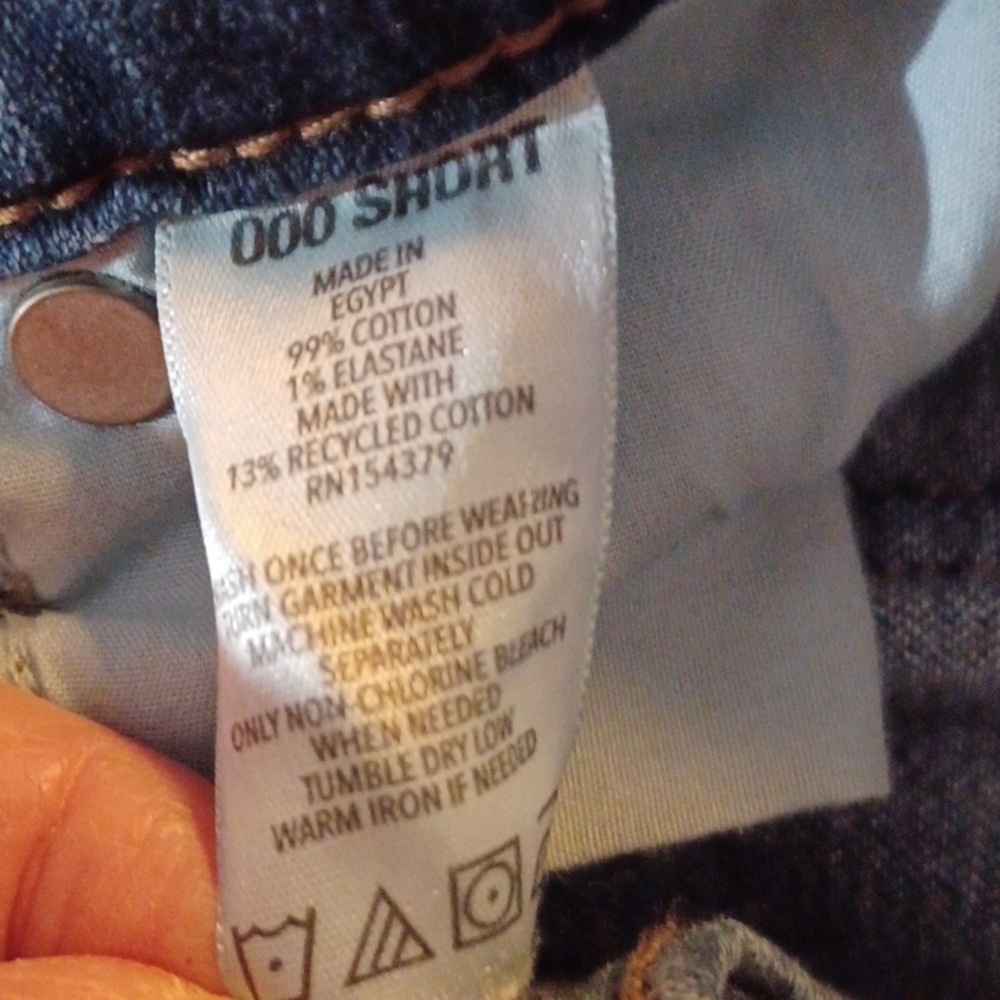 000 SHORT
MADE IN
EGYPT
99% COTTON
1% ELASTANE
MADE WITH
13% RECYCLED COTTON
RN154379
ONCE BEFORE WEARING
TURN GARMENT INSIDE OUT
MACHINE WASH COLD
SEPARATELY
ONLY NON-CHLORINE BLEACH
WHEN NEEDED
TUMBLE DRY LOW
WARM IRON IF NEEDED